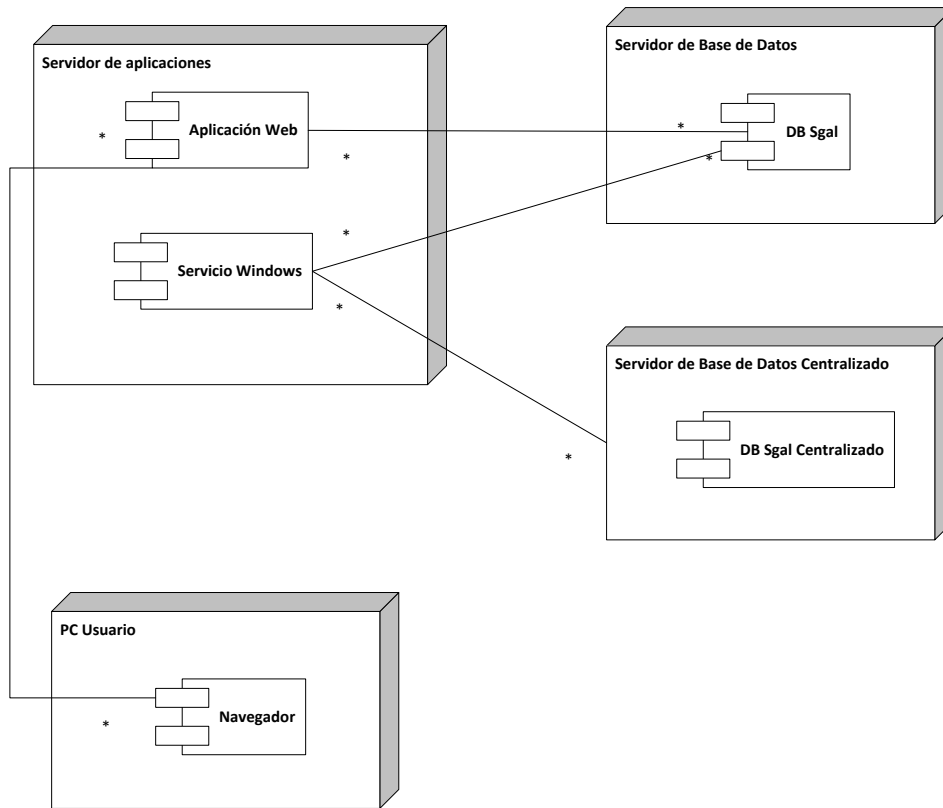 Servidor de aplicaciones
Aplicación Web
*
*
Servicio Windows
*
*
Servidor de Base de Datos
DB Sgal
*
*
Servidor de Base de Datos Centralizado
DB Sgal Centralizado
*
PC Usuario
Navegador
*